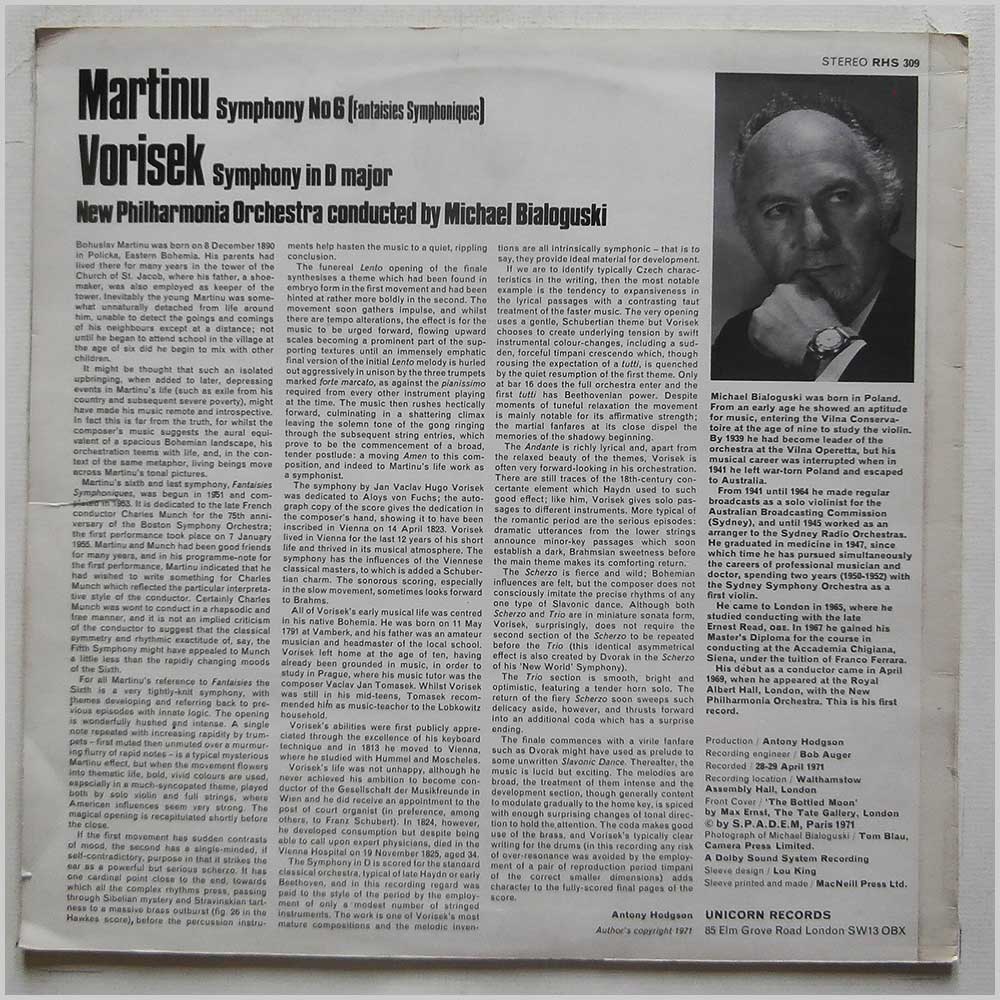 STEREO RHS 309
Martinu Symphony No 6 (Fantaisies Symphoniques)
Vorisek Symphony in D major
New Philharmonia Orchestra conducted by Michael Bialoguski
Bohuslav Martinu was born on 8 December 1890
in Policka, Eastern Bohemia. His parents had
lived there for many years in the tower of the
Church of St. Jacob, where his father, a shoe-
maker, was also employed as keeper of the
tower. Inevitably the young Martinu was some-
what unnaturally detached from life around
him, unable to detect the goings and comings
of his neighbours except at a distance; not
until he began to attend school in the village at
the age of six did he begin to mix with other
children.
It might be thought that such an isolated
upbringing, when added to later, depressing
events in Martinu's life (such as exile from his
country and subsequent severe poverty), might
have made his music remote and introspective.
In fact this is far from the truth, for whilst the
composer's music suggests the aural equi-
valent of a spacious Bohemian landscape, his
orchestration teems with life, and, in the con-
text of the same metaphor, living beings move
across Martinu's tonal pictures.
Martinu's sixth and last symphony, Fantaisies
Symphoniques, was begun in 1951 and com-
pleted in 1953. It is dedicated to the late French
conductor Charles Munch for the 75th anni-
versary of the Boston Symphony Orchestra;
the first performance took place on 7 January
1955. Martinu and Munch had been good friends
for many years, and in his programme-note for
the first performance, Martinu indicated that he
had wished to write something for Charles
Munch which reflected the particular interpreta-
tive style of the conductor. Certainly Charles
Munch was wont to conduct in a rhapsodic and
free manner, and it is not an implied criticism
of the conductor to suggest that the classical
symmetry and rhythmic exactitude of, say, the
Fifth Symphony might have appealed to Munch
a little less than the rapidly changing moods
of the Sixth.
For all Martinu's reference to Fantaisies the
Sixth is a very tightly-knit symphony, with
themes developing and referring back to pre-
vious episodes with innate logic. The opening
is wonderfully hushed and intense. A single
note repeated with increasing rapidity by trum-
pets – first muted then unmuted over a murmur-
ing flurry of rapid notes – is a typical mysterious
Martinu effect, but when the movement flowers
into thematic life, bold, vivid colours are used,
especially in a much-syncopated theme, played
both by solo violin and full strings, where
American influences seem very strong. The
magical opening is recapitulated shortly before
the close.
If the first movement has sudden contrasts
of mood, the second has a single-minded, if
self-contradictory, purpose in that it strikes the
ear as a powerful but serious scherzo. It has
one cardinal point close to the end, towards
which all the complex rhythms press, passing
through Sibelian mystery and Stravinskian tart-
ness to a massive brass outburst (fig. 26 in the
Hawkes score), before the percussion instru-
ments help hasten the music to a quiet, rippling
conclusion.
The funereal Lento opening of the finale
synthesises a theme which had been found in
embryo form in the first movement and had been
hinted at rather more boldly in the second. The
movement soon gathers impulse, and whilst
there are tempo alterations, the effect is for the
music to be urged forward, flowing upward
scales becoming a prominent part of the sup-
porting textures until an immensely emphatic
final version of the initial Lento melody is hurled
out aggressively in unison by the three trumpets
marked forte marcato, as against the pianissimo
required from every other instrument playing
at the time. The music then rushes hectically
forward, culminating in a shattering climax
leaving the solemn tone of the gong ringing
through the subsequent string entries, which
prove to be the commencement of a broad,
tender postlude: a moving Amen to this com-
position, and indeed to Martinu's life work as
a symphonist.
The symphony by Jan Vaclav Hugo Vorisek
was dedicated to Aloys von Fuchs; the auto-
graph copy of the score gives the dedication in
the composer's hand, showing it to have been
inscribed in Vienna on 14 April 1823. Vorisek
lived in Vienna for the last 12 years of his short
life and thrived in its musical atmosphere. The
symphony has the influences of the Viennese
classical masters, to which is added a Schuber-
tian charm. The sonorous scoring, especially
in the slow movement, sometimes looks forward
to Brahms.
All of Vorisek's early musical life was centred
in his native Bohemia. He was born on 11 May
1791 at Vamberk, and his father was an amateur
musician and headmaster of the local school.
Vorisek left home at the age of ten, having
already been grounded in music, in order to
study in Prague, where his music tutor was the
composer Vaclav Jan Tomasek. Whilst Vorisek
was still in his mid-teens, Tomasek recom-
mended him as music-teacher to the Lobkowitz
household.
Vorisek's abilities were first publicly appre-
ciated through the excellence of his keyboard
technique and in 1813 he moved to Vienna,
where he studied with Hummel and Moscheles.
Vorisek's life was not unhappy, although he
never achieved his ambition to become con-
ductor of the Gesellschaft der Musikfreunde in
Wien and he did receive an appointment to the
post of court organist (in preference, among
others, to Franz Schubert). In 1824, however,
he developed consumption but despite being
able to call upon expert physicians, died in the
Vienna Hospital on 19 November 1825, aged 34.
The Symphony in D is scored for the standard
classical orchestra, typical of late Haydn or early
Beethoven, and in this recording regard was
paid to the style of the period by the employ-
ment of only a modest number of stringed
instruments. The work is one of Vorisek's most
mature compositions and the melodic inven-
tions are all intrinsically symphonic – that is to
say, they provide ideal material for development.
If we are to identify typically Czech charac-
teristics in the writing, then the most notable
example is the tendency to expansiveness in
the lyrical passages with a contrasting taut
treatment of the faster music. The very opening
uses a gentle, Schubertian theme but Vorisek
chooses to create underlying tension by swift
instrumental colour-changes, including a sud-
den, forceful timpani crescendo which, though
rousing the expectation of a tutti, is quenched
by the quiet resumption of the first theme. Only
at bar 16 does the full orchestra enter and the
first tutti has Beethovenian power. Despite
moments of tuneful relaxation the movement
is mainly notable for its affirmative strength;
the martial fanfares at its close dispel the
memories of the shadowy beginning.
The Andante is richly lyrical and, apart from
the relaxed beauty of the themes, Vorisek is
often very forward-looking in his orchestration.
There are still traces of the 18th-century con-
certante element which Haydn used to such
good effect; like him, Vorisek gives solo pas-
sages to different instruments. More typical of
the romantic period are the serious episodes:
dramatic utterances from the lower strings
announce minor-key passages which soon
establish a dark, Brahmsian sweetness before
the main theme makes its comforting return.
The Scherzo is fierce and wild; Bohemian
influences are felt, but the composer does not
consciously imitate the precise rhythms of any
one type of Slavonic dance. Although both
Scherzo and Trio are in miniature sonata form,
Vorisek, surprisingly, does not require the
second section of the Scherzo to be repeated
before the Trio (this identical asymmetrical
effect is also created by Dvorak in the Scherzo
of his 'New World' Symphony).
The Trio section is smooth, bright and
optimistic, featuring a tender horn solo. The
return of the fiery Scherzo soon sweeps such
delicacy aside, however, and thrusts forward
into an additional coda which has a surprise
ending.
The finale commences with a virile fanfare
such as Dvorak might have used as prelude to
some unwritten Slavonic Dance. Thereafter, the
music is lucid but exciting. The melodies are
broad, the treatment of them intense and the
development section, though generally content
to modulate gradually to the home key, is spiced
with enough surprising changes of tonal direc-
tion to hold the attention. The coda makes good
use of the brass, and Vorisek's typically clear
writing for the drums (in this recording any risk
of over-resonance was avoided by the employ-
ment of a pair of reproduction period timpani
of the correct smaller dimensions) adds
character to the fully-scored final pages of the
score.
Antony Hodgson
Author's copyright 1971
Michael Bialoguski was born in Poland.
From an early age he showed an aptitude
for music, entering the Vilna Conserva-
toire at the age of nine to study the violin.
By 1939 he had become leader of the
orchestra at the Vilna Operetta, but his
musical career was interrupted when in
1941 he left war-torn Poland and escaped
to Australia.
From 1941 until 1964 he made regular
broadcasts as a solo violinist for the
Australian Broadcasting Commission
(Sydney), and until 1945 worked as an
arranger to the Sydney Radio Orchestras.
He graduated in medicine in 1947, since
which time he has pursued simultaneously
the careers of professional musician and
doctor, spending two years (1950-1952) with
the Sydney Symphony Orchestra as a
first violin.
He came to London in 1965, where he
studied conducting with the late
Ernest Read, OBE. In 1967 he gained his
Master's Diploma for the course in
conducting at the Accademia Chigiana,
Siena, under the tuition of Franco Ferrara.
His début as a conductor came in April
1969, when he appeared at the Royal
Albert Hall, London, with the New
Philharmonia Orchestra. This is his first
record.
Production / Antony Hodgson
Recording engineer / Bob Auger
Recorded / 28-29 April 1971
Recording location / Walthamstow
Assembly Hall, London
Front Cover / 'The Bottled Moon'
by Max Ernst, The Tate Gallery, London
© by S.P.A.D.E.M, Paris 1971
Photograph of Michael Bialoguski / Tom Blau,
Camera Press Limited.
A Dolby Sound System Recording
Sleeve design / Lou King
Sleeve printed and made / MacNeill Press Ltd.
UNICORN RECORDS
85 Elm Grove Road London SW13 OBX